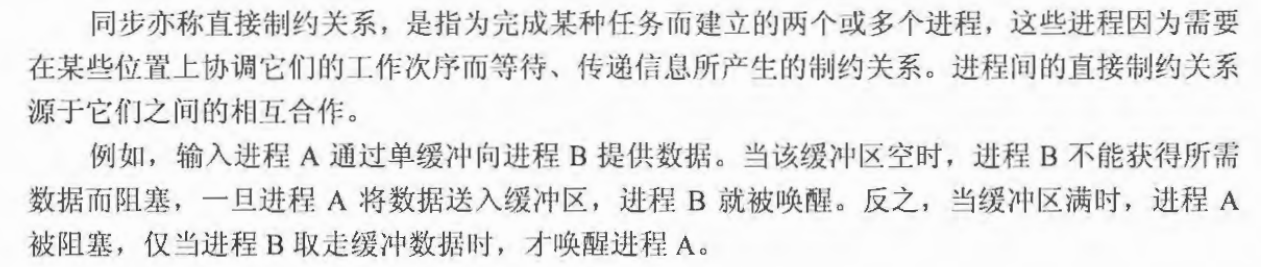 同步亦称直接制约关系，是指为完成某种任务而建立的两个或多个进程，这些进程因为需要
在某些位置上协调它们的工作次序而等待、传递信息所产生的制约关系。进程间的直接制约关系
源于它们之间的相互合作。
例如，输入进程 A 通过单缓冲向进程 B 提供数据。当该缓冲区空时，进程 B 不能获得所需
数据而阻塞，一旦进程 A 将数据送入缓冲区，进程 B 就被唤醒。反之，当缓冲区满时，进程 A
被阻塞，仅当进程 B 取走缓冲数据时，才唤醒进程 A。